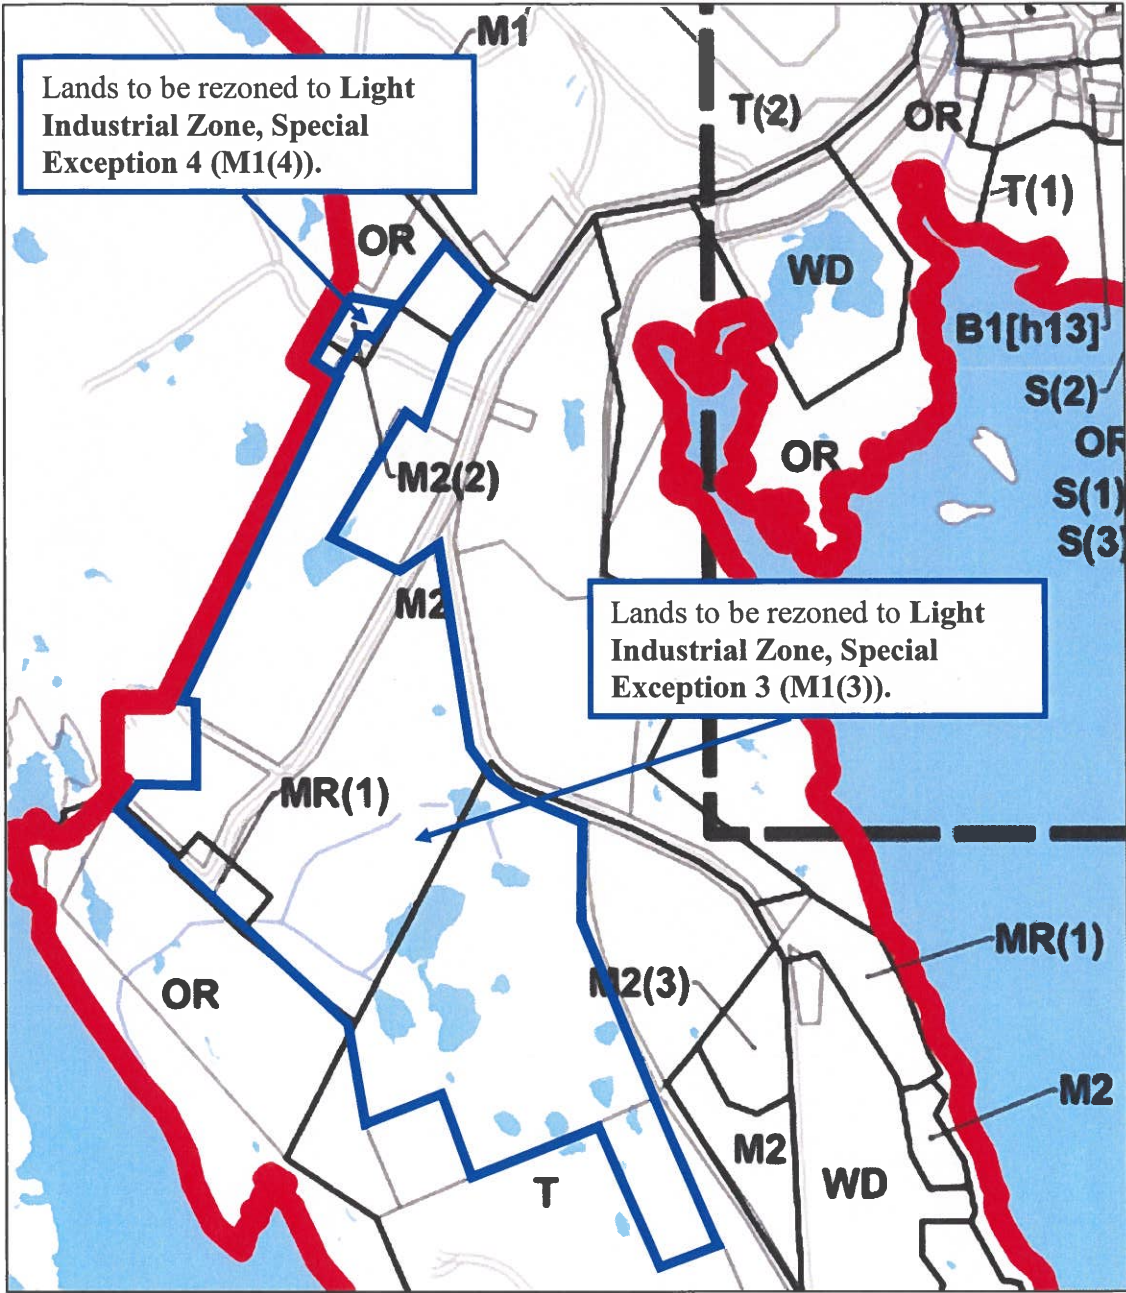 M1
Lands to be rezoned to Light
Industrial Zone, Special
Exception 4 (M1(4)).
T(2)
OR
T(1)
OR
WD
B1[h13]
S(2)
OR
OR
S(1)
S(3)
M2(2)
M2
Lands to be rezoned to Light
Industrial Zone, Special
Exception 3 (M1(3)).
MR(1)
MR(1)
OR
M2(3)
M2
M2
WD
T